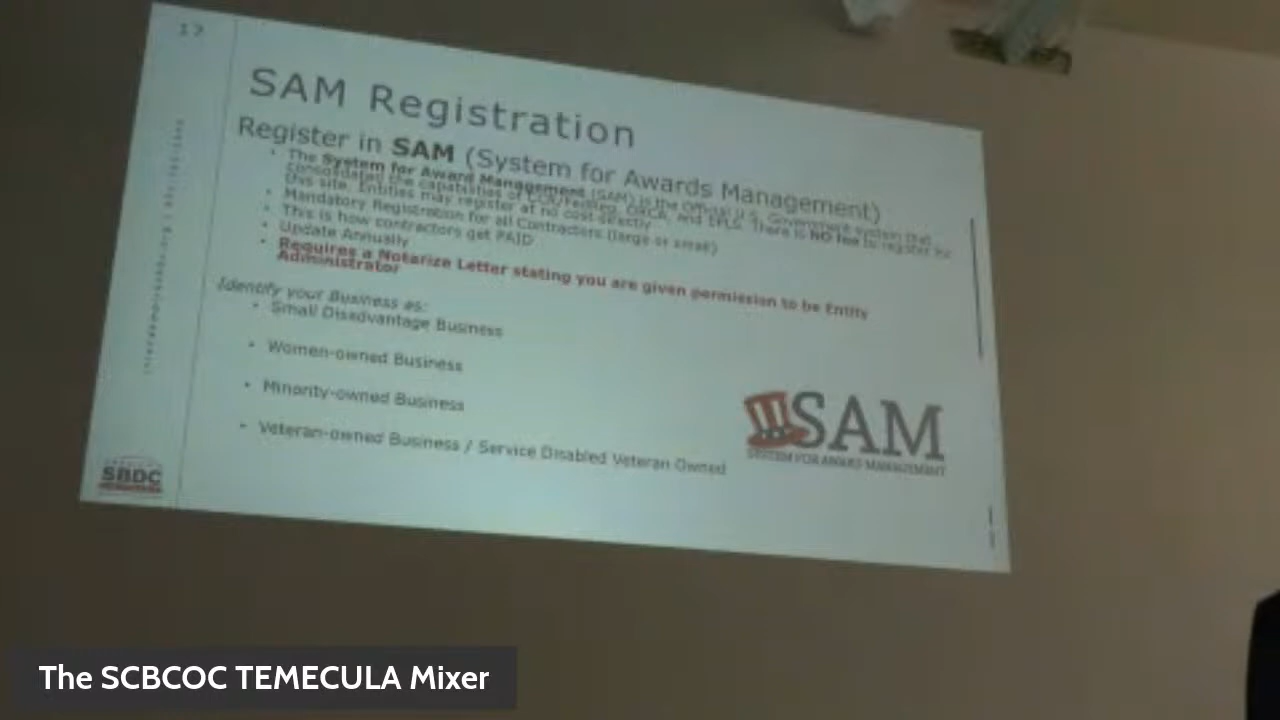 17
SAM Registration
Register in SAM (System for Awards Management)
• The System for Award Management (SAM) is the Official U.S. Government system that
consolidates the capabilities of CCR/FedReg, ORCA, and EPLS. There is NO fee to register for
this site. Entities may register at no cost directly
• Mandatory Registration for all Contractors (large or small)
• This is how contractors get PAID
• Update Annually
• Requires a Notarize Letter stating you are given permission to be Entity
Administrator
Identify your Business as:
• Small Disadvantage Business
• Women-owned Business
• Minority-owned Business
• Veteran-owned Business / Service Disabled Veteran Owned
SAM
SYSTEM FOR AWARD MANAGEMENT
SBDC
The SCBCOC TEMECULA Mixer